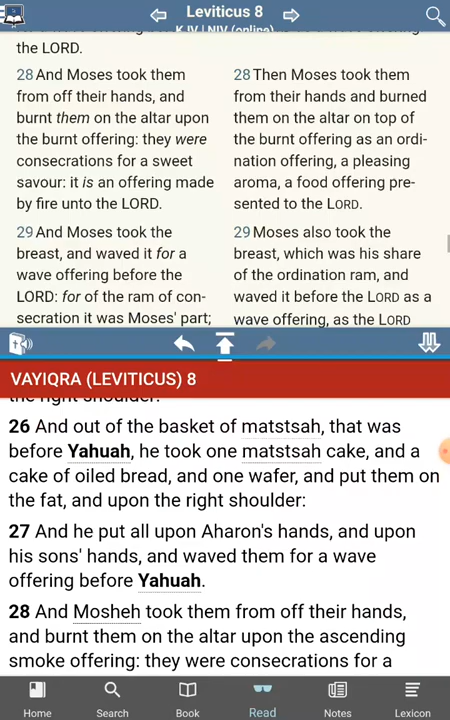 Leviticus 8
KJV | NIV (online)
the LORD.
28 And Moses took them
from off their hands, and
burnt them on the altar upon
the burnt offering: they were
consecrations for a sweet
savour: it is an offering made
by fire unto the LORD.
29 And Moses took the
breast, and waved it for a
wave offering before the
LORD: for of the ram of con-
secration it was Moses' part;
28 Then Moses took them
from their hands and burned
them on the altar on top of
the burnt offering as an ordi-
nation offering, a pleasing
aroma, a food offering pre-
sented to the LORD.
29 Moses also took the
breast, which was his share
of the ordination ram, and
waved it before the LORD as a
wave offering, as the LORD
VAYIQRA (LEVITICUS) 8
the right shoulder:
26 And out of the basket of matstsah, that was
before Yahuah, he took one matstsah cake, and a
cake of oiled bread, and one wafer, and put them on
the fat, and upon the right shoulder:
27 And he put all upon Aharon's hands, and upon
his sons' hands, and waved them for a wave
offering before Yahuah.
28 And Mosheh took them from off their hands,
and burnt them on the altar upon the ascending
smoke offering: they were consecrations for a
Home Search Book Read Notes Lexicon